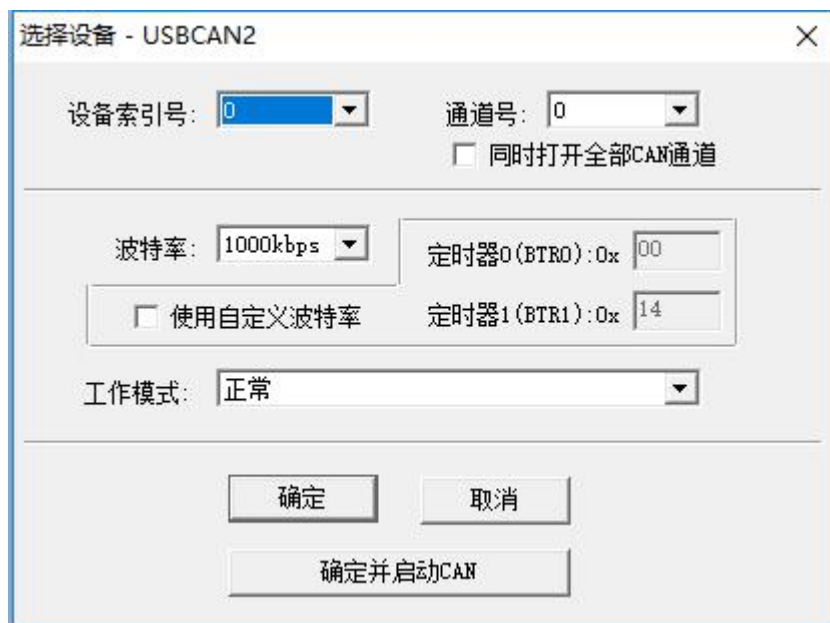 选择设备 - USBCAN2
设备索引号: 0 通道号: 0
同时打开全部CAN通道
波特率: 1000kbps 定时器0(BTR0):0x 00
使用自定义波特率 定时器1(BTR1):0x 14
工作模式: 正常
确定 取消
确定并启动CAN